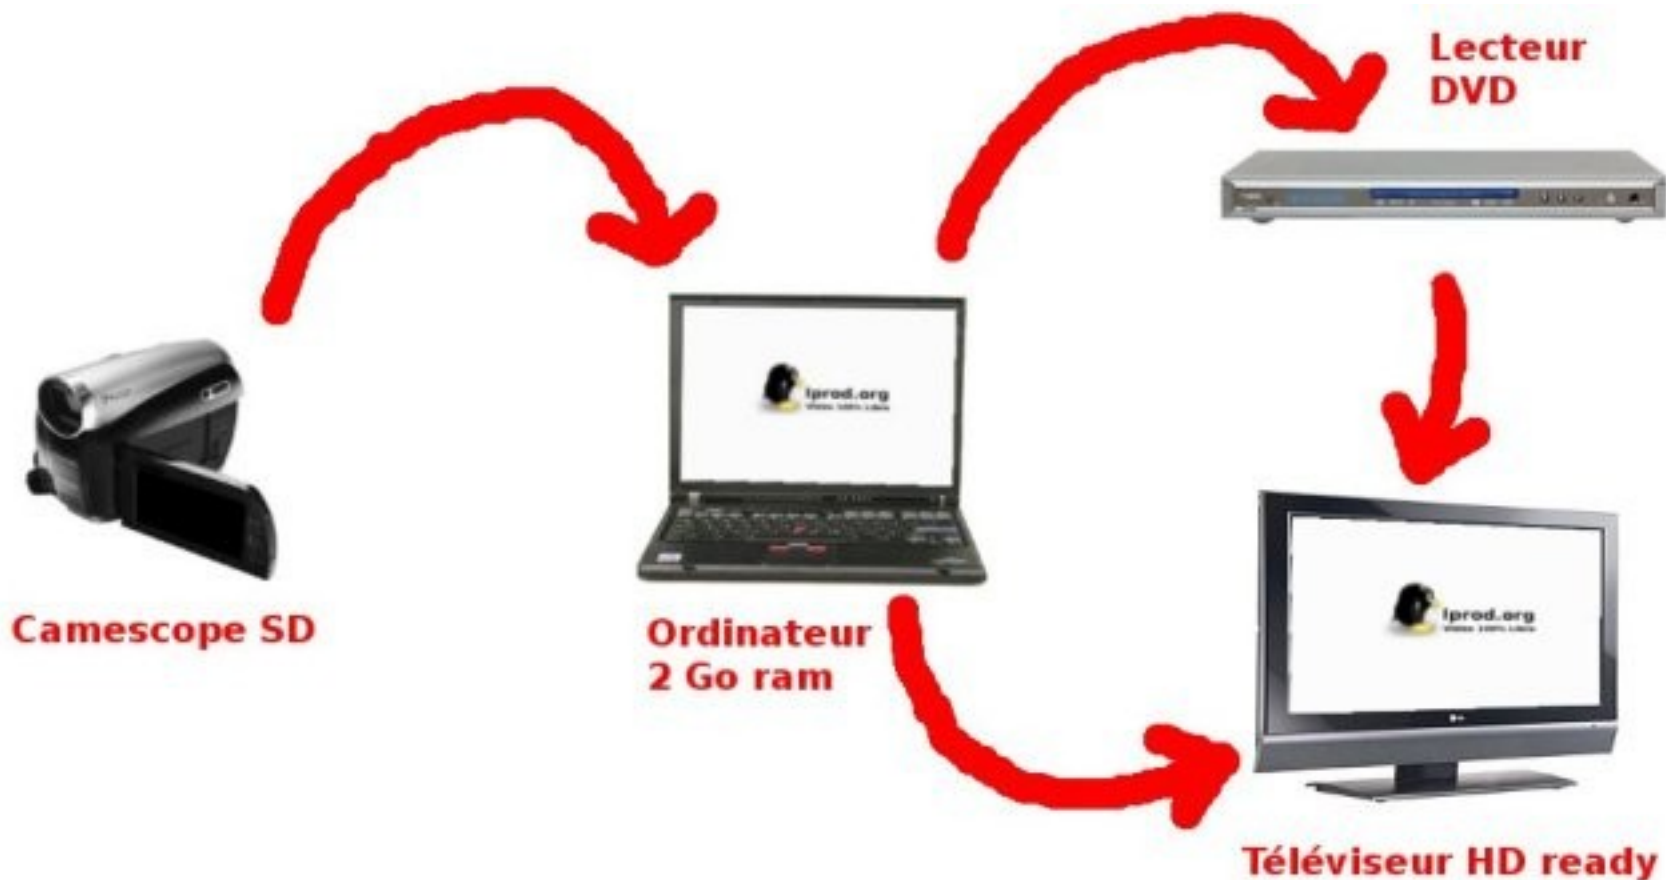 Lecteur
DVD
lprod.org
Camescope SD
Ordinateur
2 Go ram
lprod.org
Téléviseur HD ready